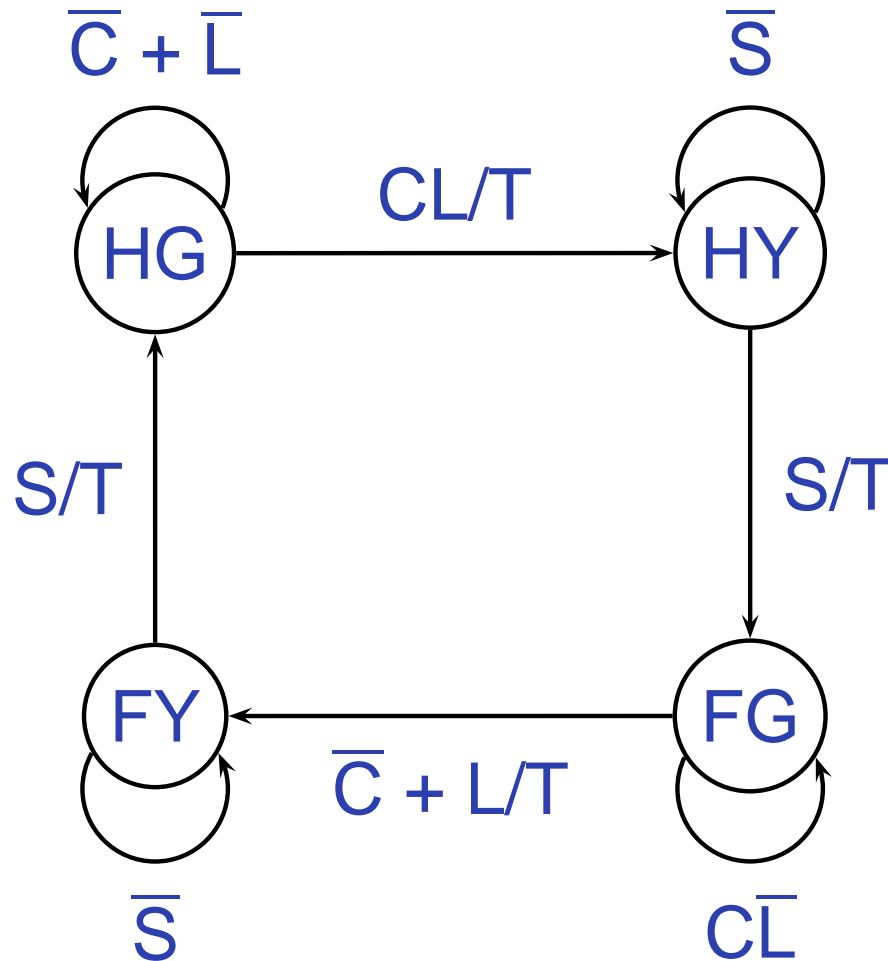 C̅ + L̅
S̅
CL/T
HG
HY
S/T
S/T
FY
FG
C̅ + L/T
S̅
CL̅